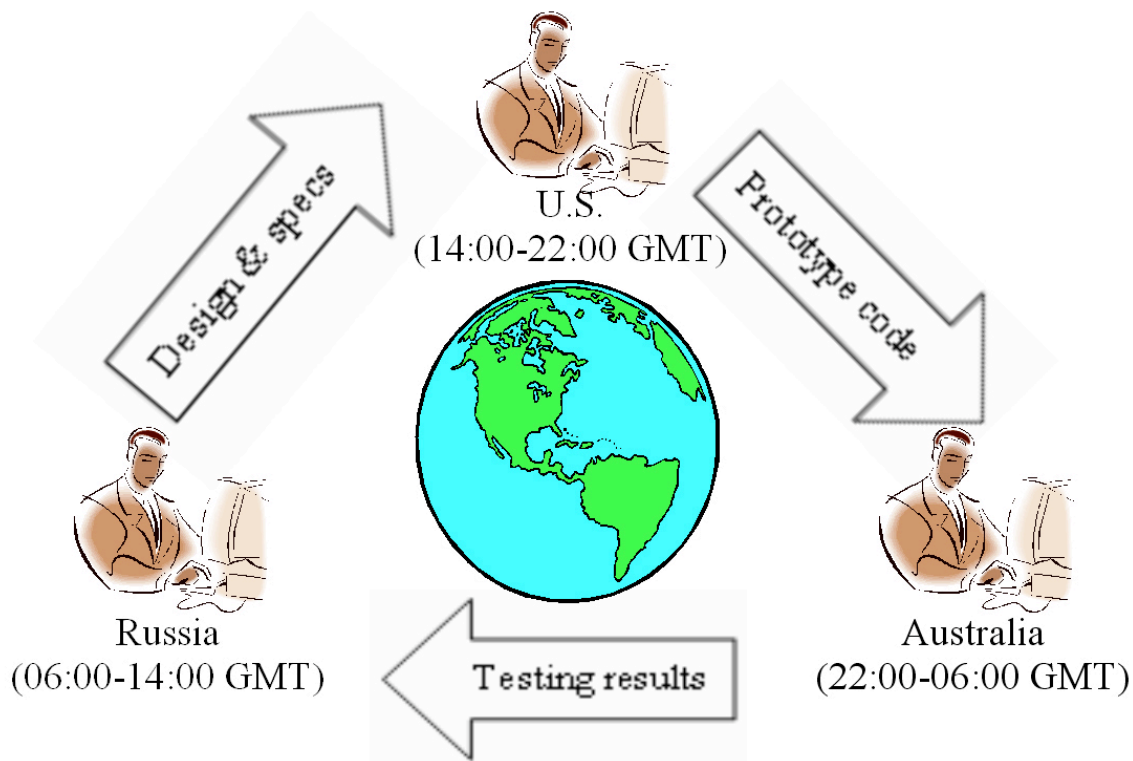 Design & specs
U.S.
(14:00-22:00 GMT)
Prototype code
Russia
(06:00-14:00 GMT)
Testing results
Australia
(22:00-06:00 GMT)